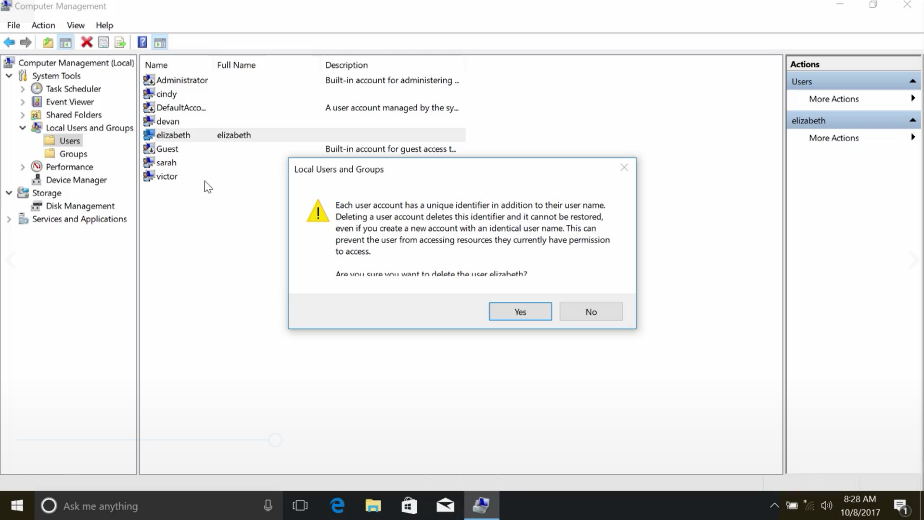 Computer Management
File Action View Help
Computer Management (Local)
System Tools
Task Scheduler
Event Viewer
Shared Folders
Local Users and Groups
Users
Groups
Performance
Device Manager
Storage
Disk Management
Services and Applications
Name Full Name Description
Administrator Built-in account for administering ...
cindy
DefaultAcco... A user account managed by the sy...
devan
elizabeth elizabeth
Guest Built-in account for guest access t...
sarah
victor
Local Users and Groups
Each user account has a unique identifier in addition to their user name.
Deleting a user account deletes this identifier and it cannot be restored,
even if you create a new account with an identical user name. This can
prevent the user from accessing resources they currently have permission
to access.
Are you sure you want to delete the user elizabeth?
Yes No
Actions
Users
More Actions
elizabeth
More Actions
Ask me anything
8:28 AM
10/8/2017
1